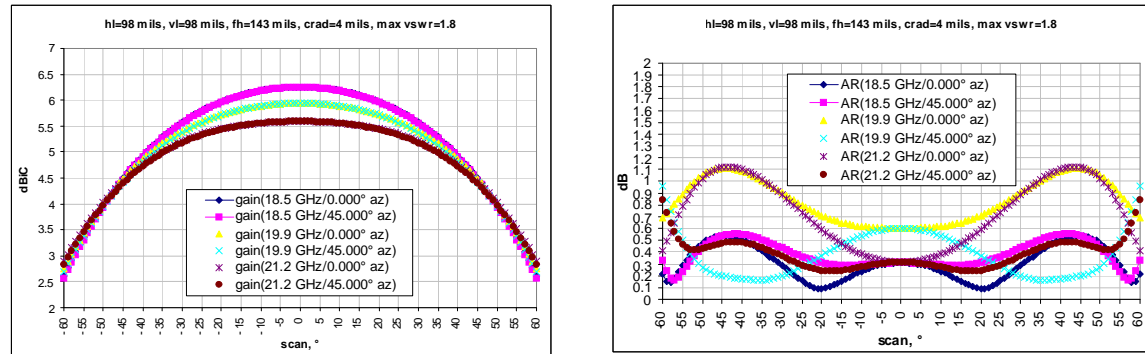 hl=98 mils, vl=98 mils, fh=143 mils, crad=4 mils, max vswr=1.8
7
6.5
6
5.5
5
4.5
4
3.5
3
2.5
2
dBiC
gain(18.5 GHz/0.000° az)
gain(18.5 GHz/45.000° az)
gain(19.9 GHz/0.000° az)
gain(19.9 GHz/45.000° az)
gain(21.2 GHz/0.000° az)
gain(21.2 GHz/45.000° az)
-60 -55 -50 -45 -40 -35 -30 -25 -20 -15 -10 -5 0 5 10 15 20 25 30 35 40 45 50 55 60
scan, °
hl=98 mils, vl=98 mils, fh=143 mils, crad=4 mils, max vswr=1.8
2
1.9
1.8
1.7
1.6
1.5
1.4
1.3
1.2
1.1
1
0.9
0.8
0.7
0.6
0.5
0.4
0.3
0.2
0.1
0
dB
AR(18.5 GHz/0.000° az)
AR(18.5 GHz/45.000° az)
AR(19.9 GHz/0.000° az)
AR(19.9 GHz/45.000° az)
AR(21.2 GHz/0.000° az)
AR(21.2 GHz/45.000° az)
-60 -55 -50 -45 -40 -35 -30 -25 -20 -15 -10 -5 0 5 10 15 20 25 30 35 40 45 50 55 60
scan, °